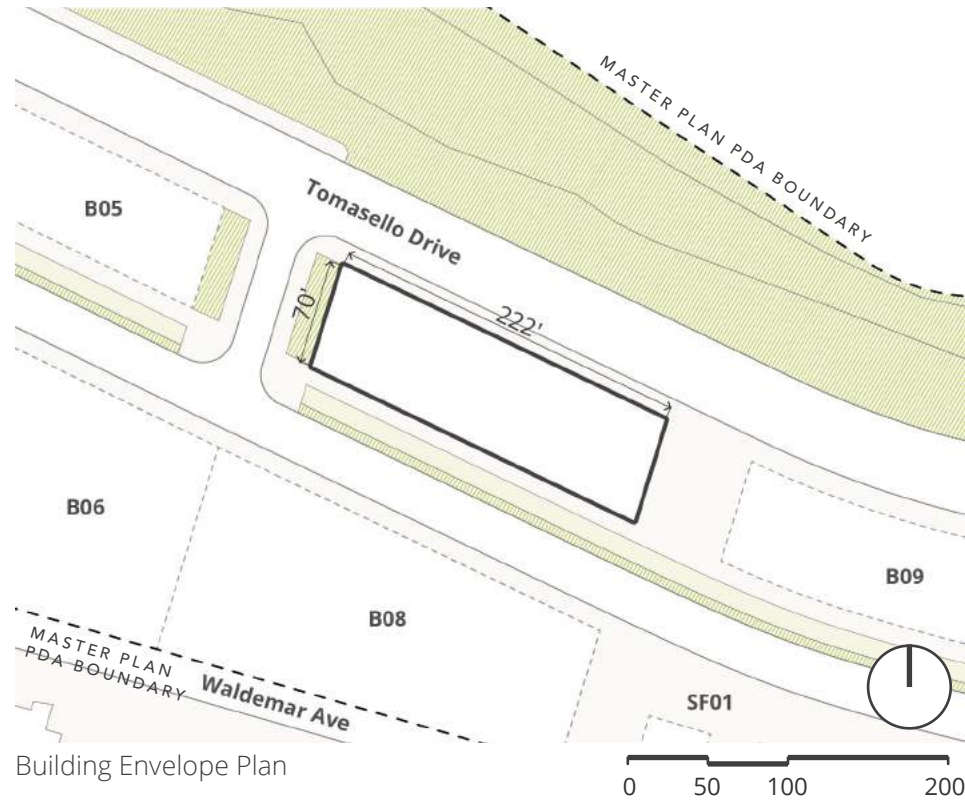 MASTER PLAN PDA BOUNDARY
Tomasello Drive
B05
70'
222'
B06
B09
B08
MASTER PLAN
PDA BOUNDARY
Waldemar Ave
SF01
Building Envelope Plan
0 50 100 200